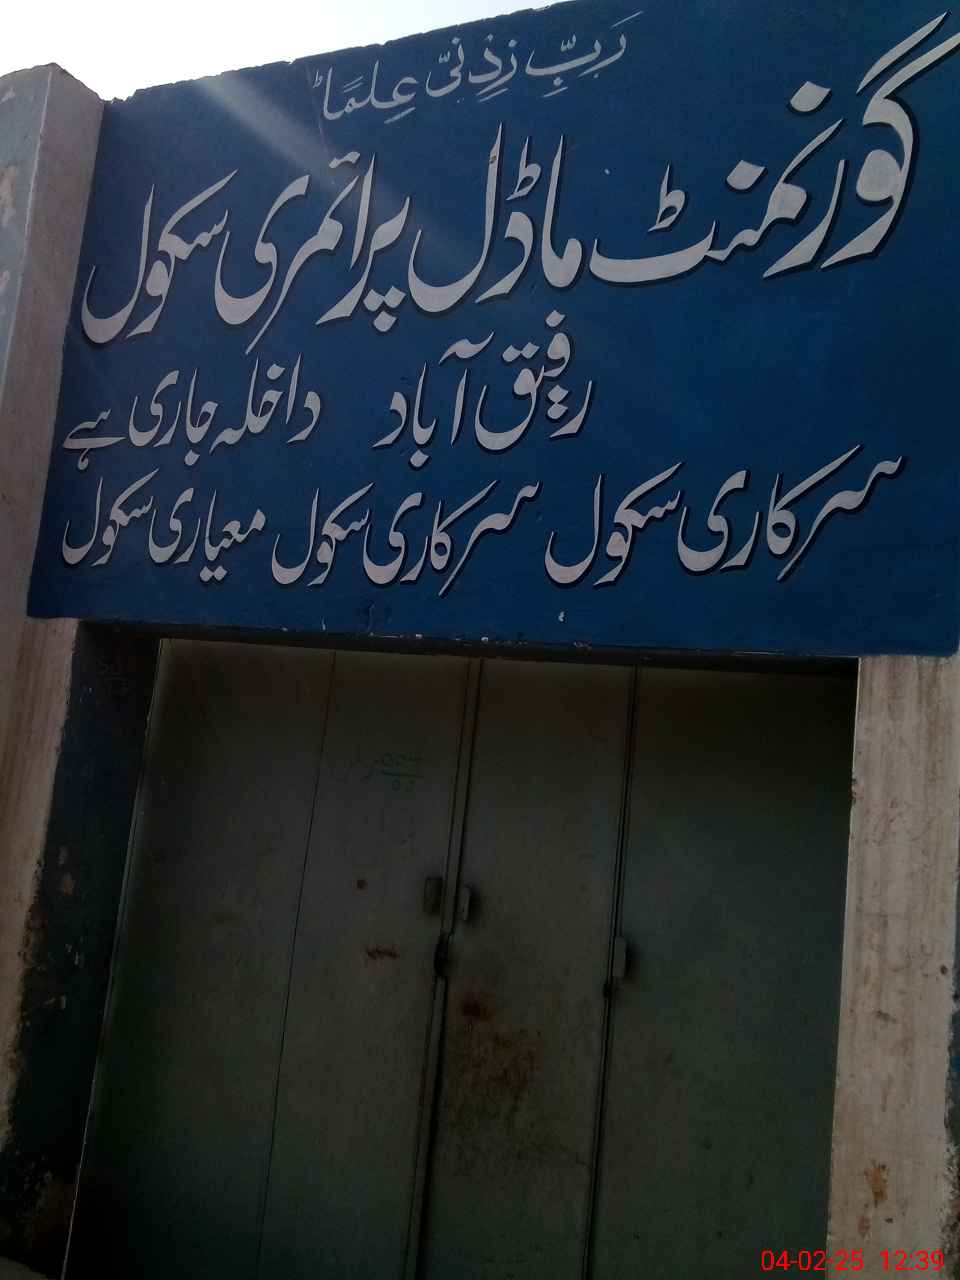 رَبِّ زِدْنِیّ عِلمًا
گورنمنٹ ماڈل پرائمری سکول
رفیق آباد داخلہ جاری ہے
سرکاری سکول سرکاری سکول معیاری سکول
04-02-25 12:39